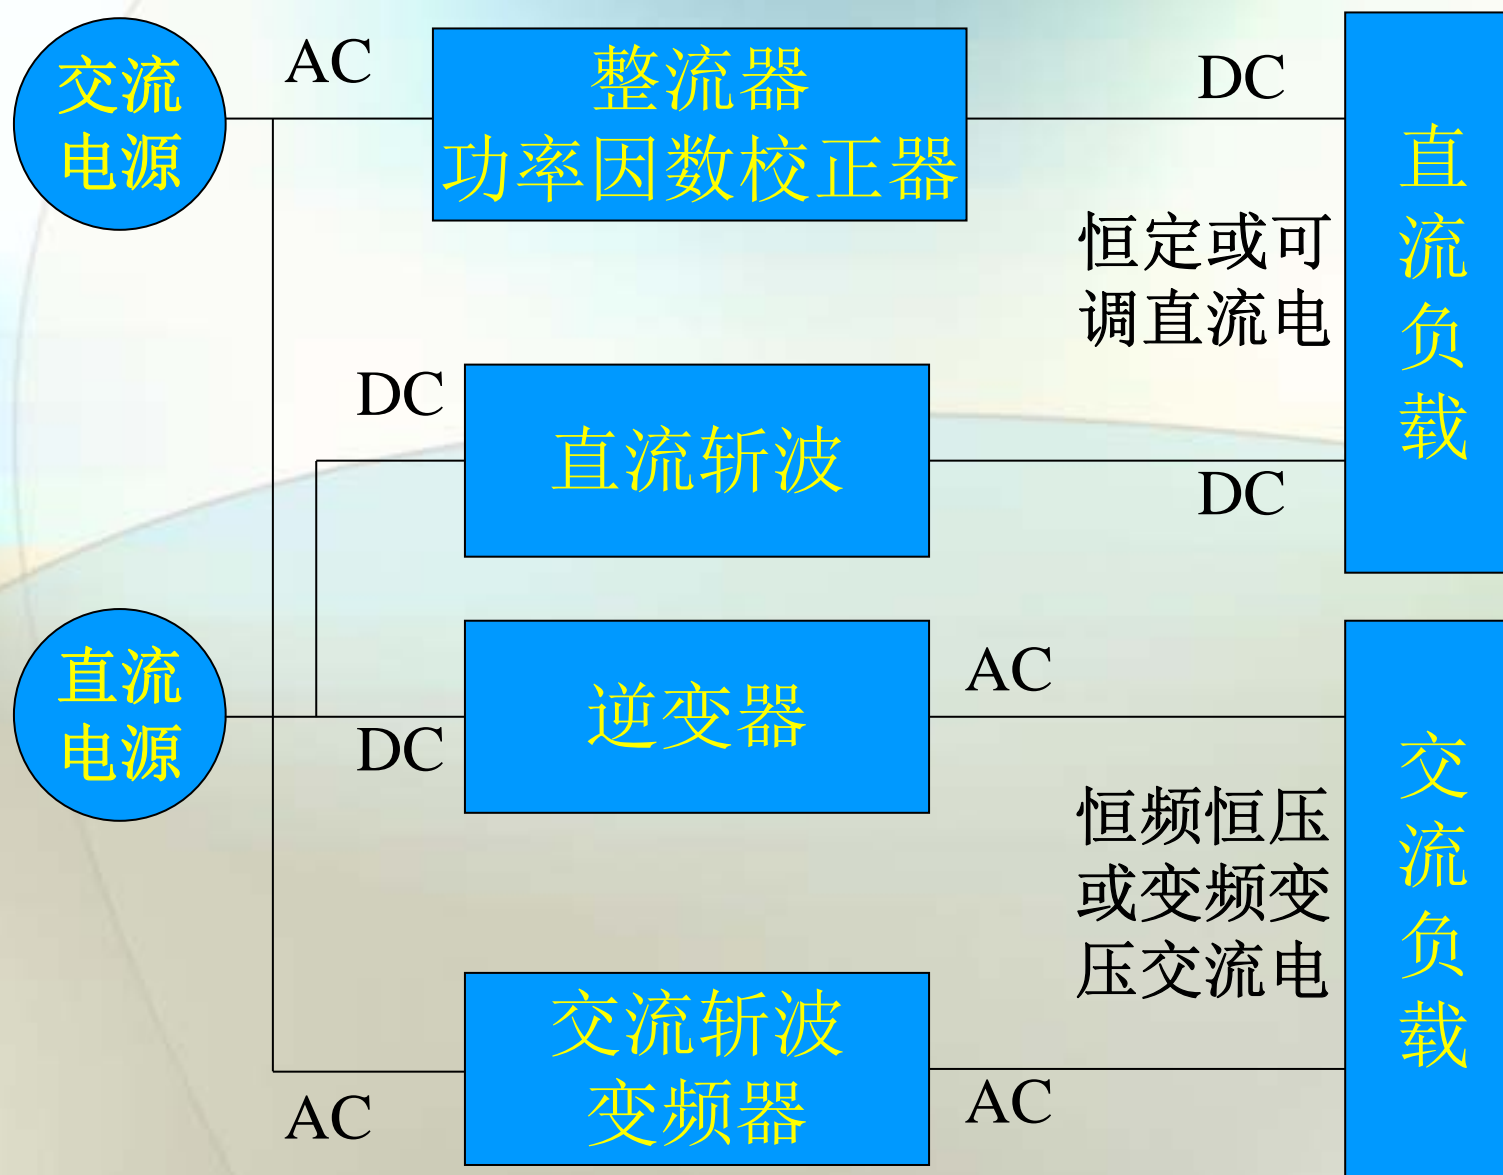 交流
电源
AC
整流器
功率因数校正器
DC
直
流
负
载
恒定或可
调直流电
DC
直流斩波
DC
直流
电源
DC
逆变器
AC
交
流
负
载
恒频恒压
或变频变
压交流电
AC
交流斩波
变频器
AC